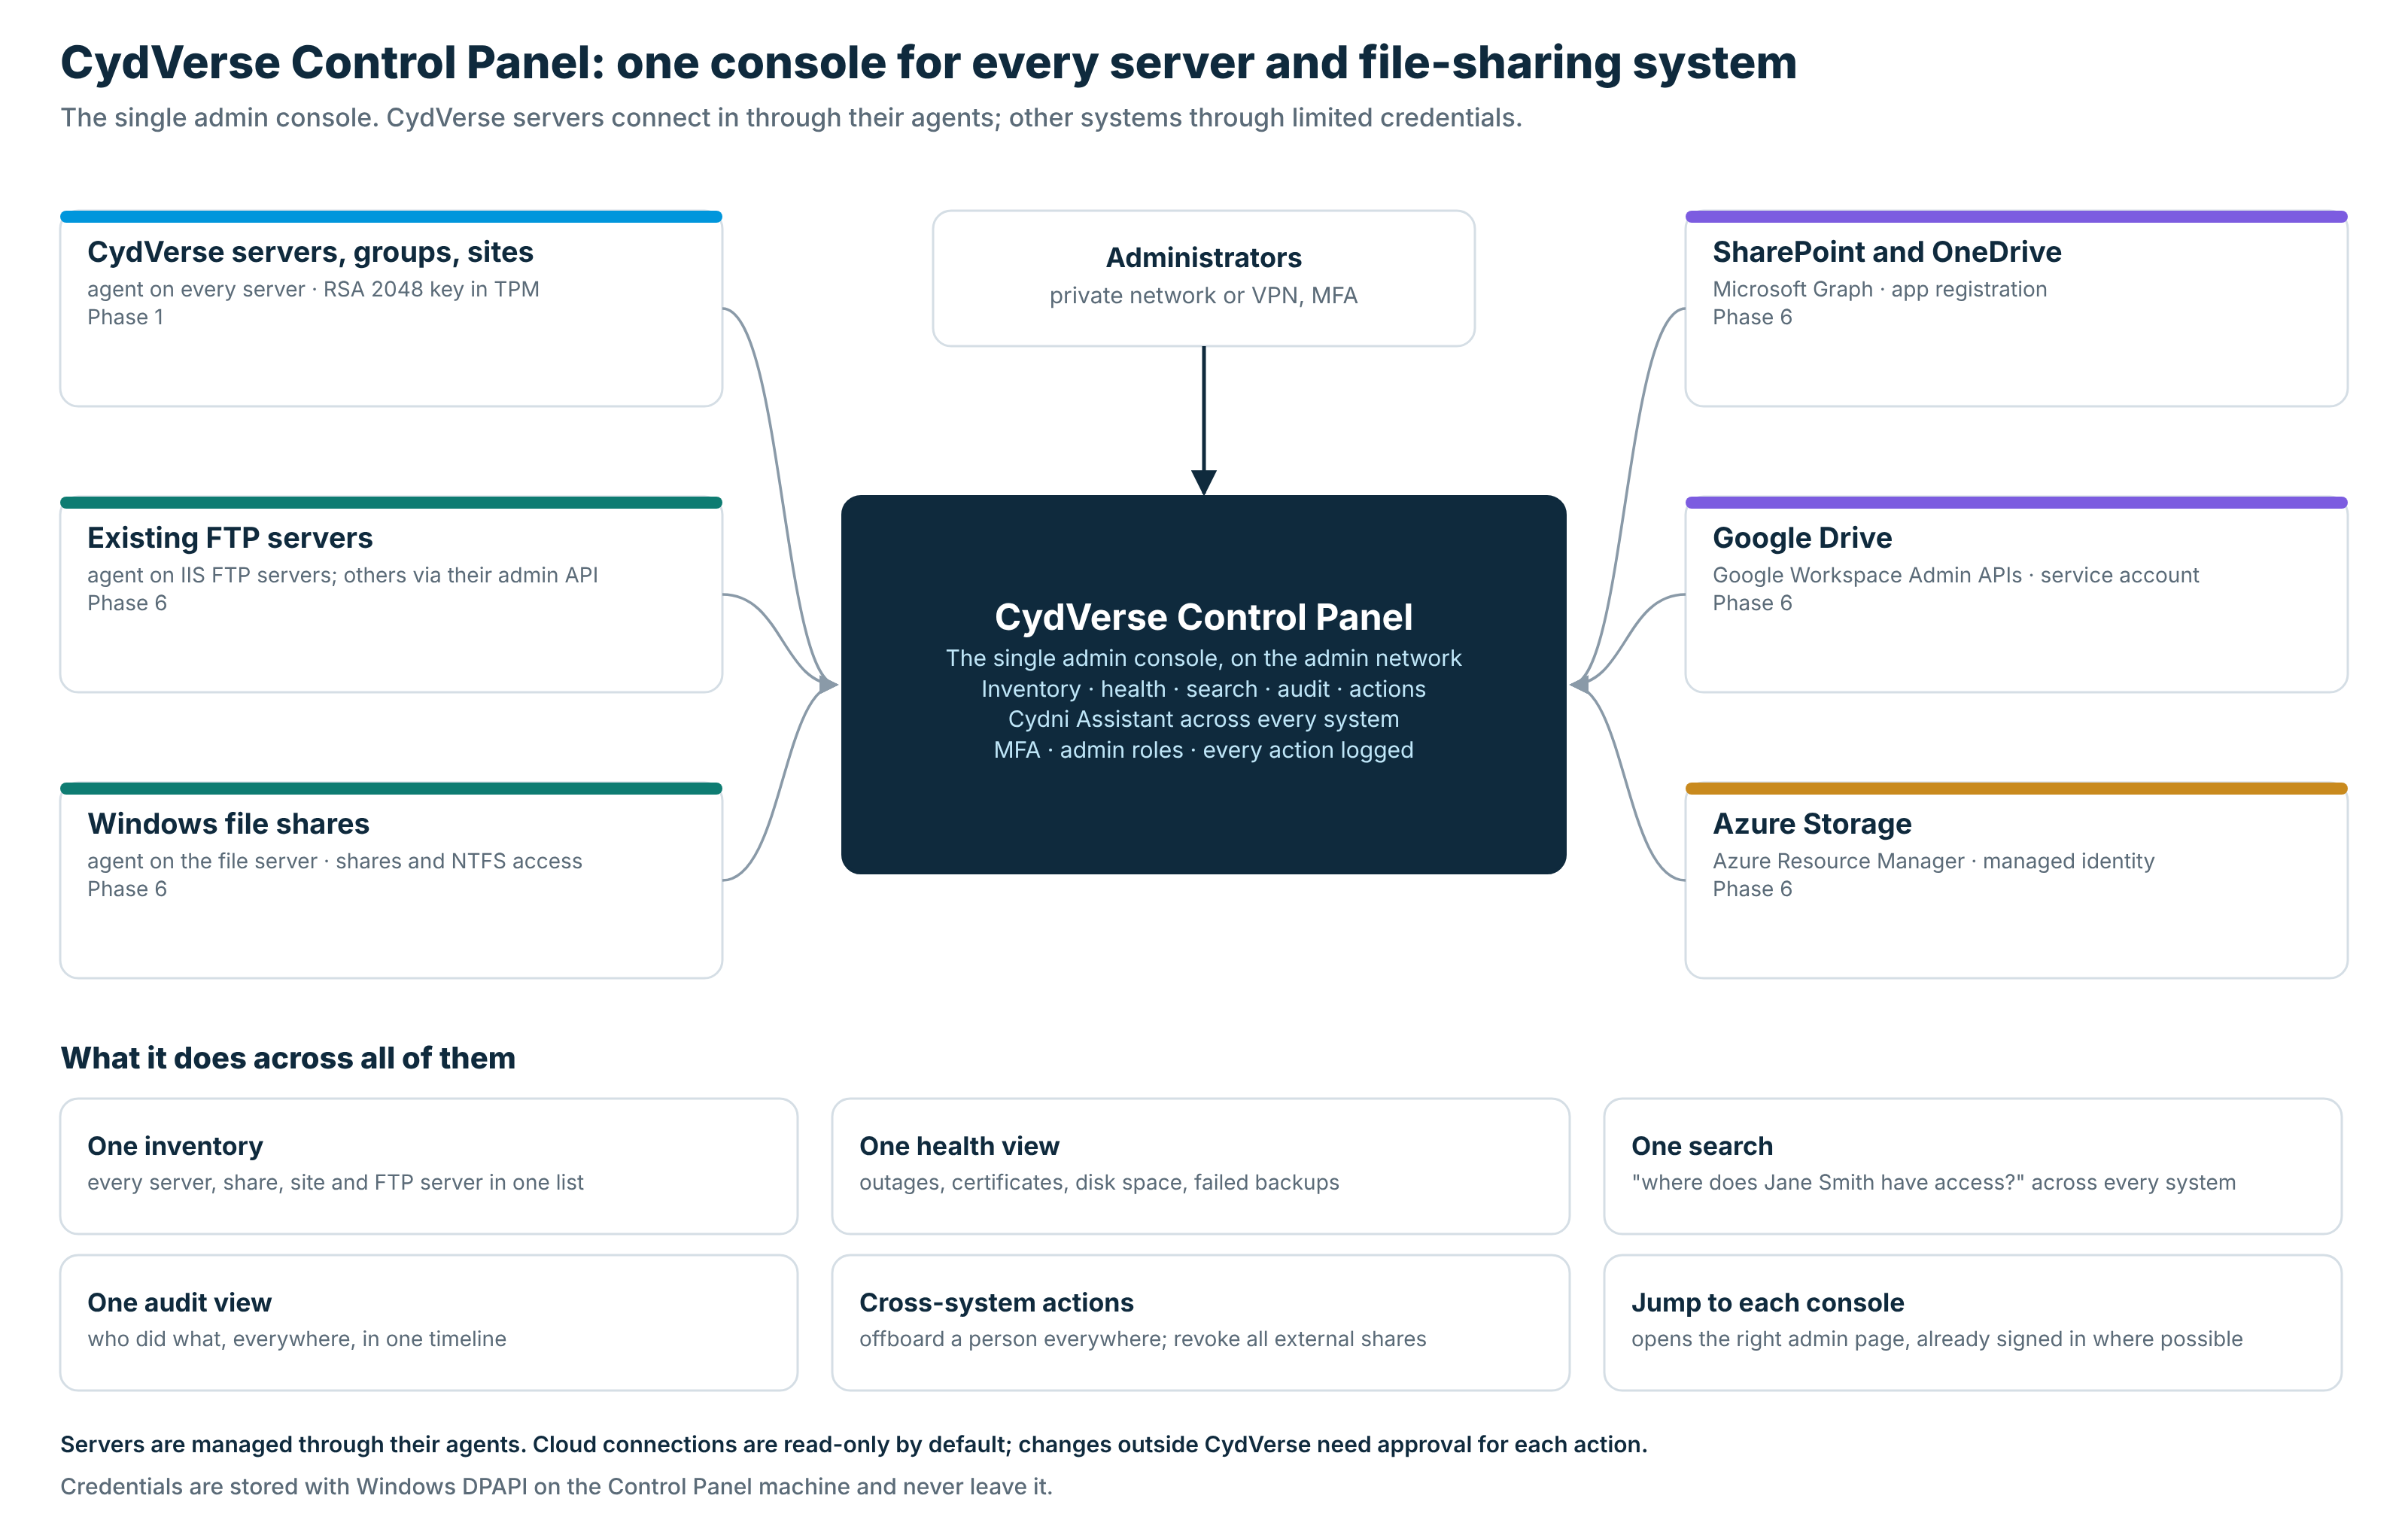 CydVerse Control Panel: one console for every server and file-sharing system
The single admin console. CydVerse servers connect in through their agents; other systems through limited credentials.
CydVerse servers, groups, sites
agent on every server · RSA 2048 key in TPM
Phase 1
Existing FTP servers
agent on IIS FTP servers; others via their admin API
Phase 6
Windows file shares
agent on the file server · shares and NTFS access
Phase 6
Administrators
private network or VPN, MFA
CydVerse Control Panel
The single admin console, on the admin network
Inventory · health · search · audit · actions
Cydni Assistant across every system
MFA · admin roles · every action logged
SharePoint and OneDrive
Microsoft Graph · app registration
Phase 6
Google Drive
Google Workspace Admin APIs · service account
Phase 6
Azure Storage
Azure Resource Manager · managed identity
Phase 6
What it does across all of them
One inventory
every server, share, site and FTP server in one list
One health view
outages, certificates, disk space, failed backups
One search
"where does Jane Smith have access?" across every system
One audit view
who did what, everywhere, in one timeline
Cross-system actions
offboard a person everywhere; revoke all external shares
Jump to each console
opens the right admin page, already signed in where possible
Servers are managed through their agents. Cloud connections are read-only by default; changes outside CydVerse need approval for each action.
Credentials are stored with Windows DPAPI on the Control Panel machine and never leave it.